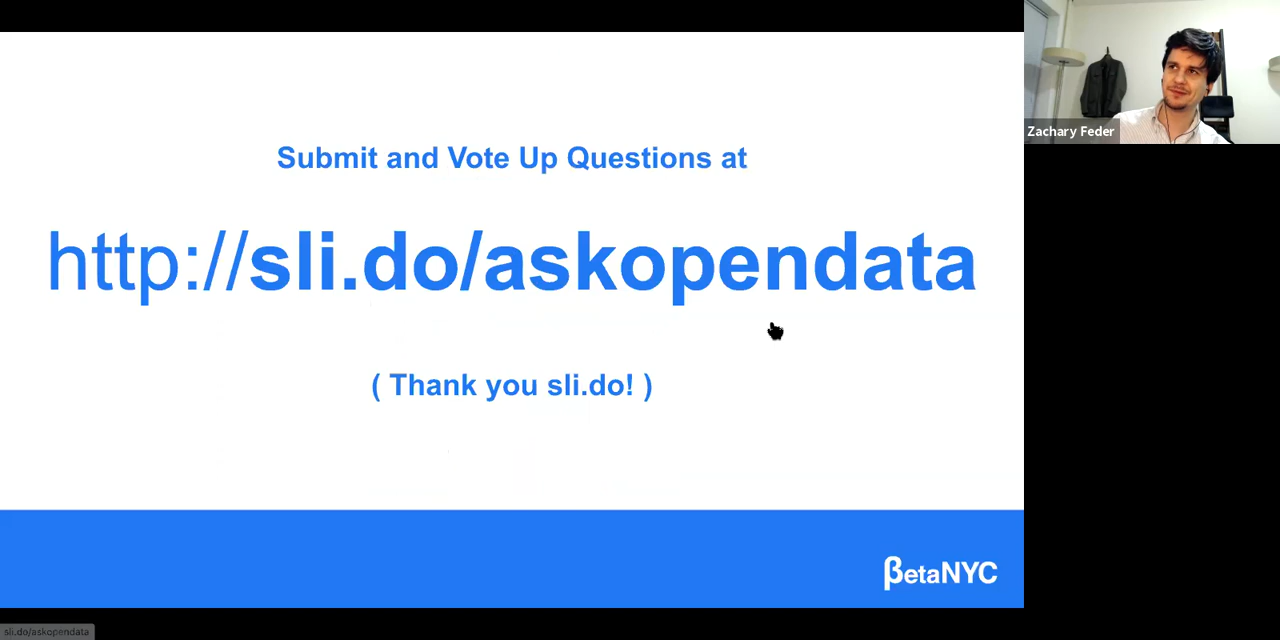 Submit and Vote Up Questions at
http://sli.do/askopendata
( Thank you sli.do! )
βetaNYC
Zachary Feder
sli.do/askopendata